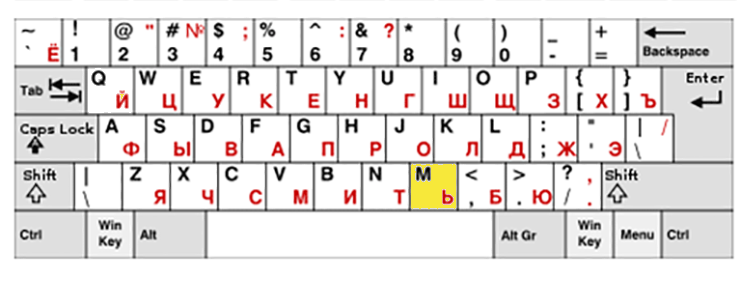 ~ ` Ё ! 1 @ " 2 # № 3 $ ; 4 % 5 ^ : 6 & ? 7 * 8 ( 9 ) 0 _ - + = Backspace
Tab Q Й W Ц E У R К T Е Y Н U Г I Ш O Щ P З { [ Х } ] Ъ Enter
Caps Lock A Ф S Ы D В F А G П H Р J О K Л L Д : ; Ж " ' Э | / \
Shift | \ Z Я X Ч C С V М B И N Т M Ь < , Б > . Ю ? , / . Shift
Ctrl Win Key Alt Alt Gr Win Key Menu Ctrl